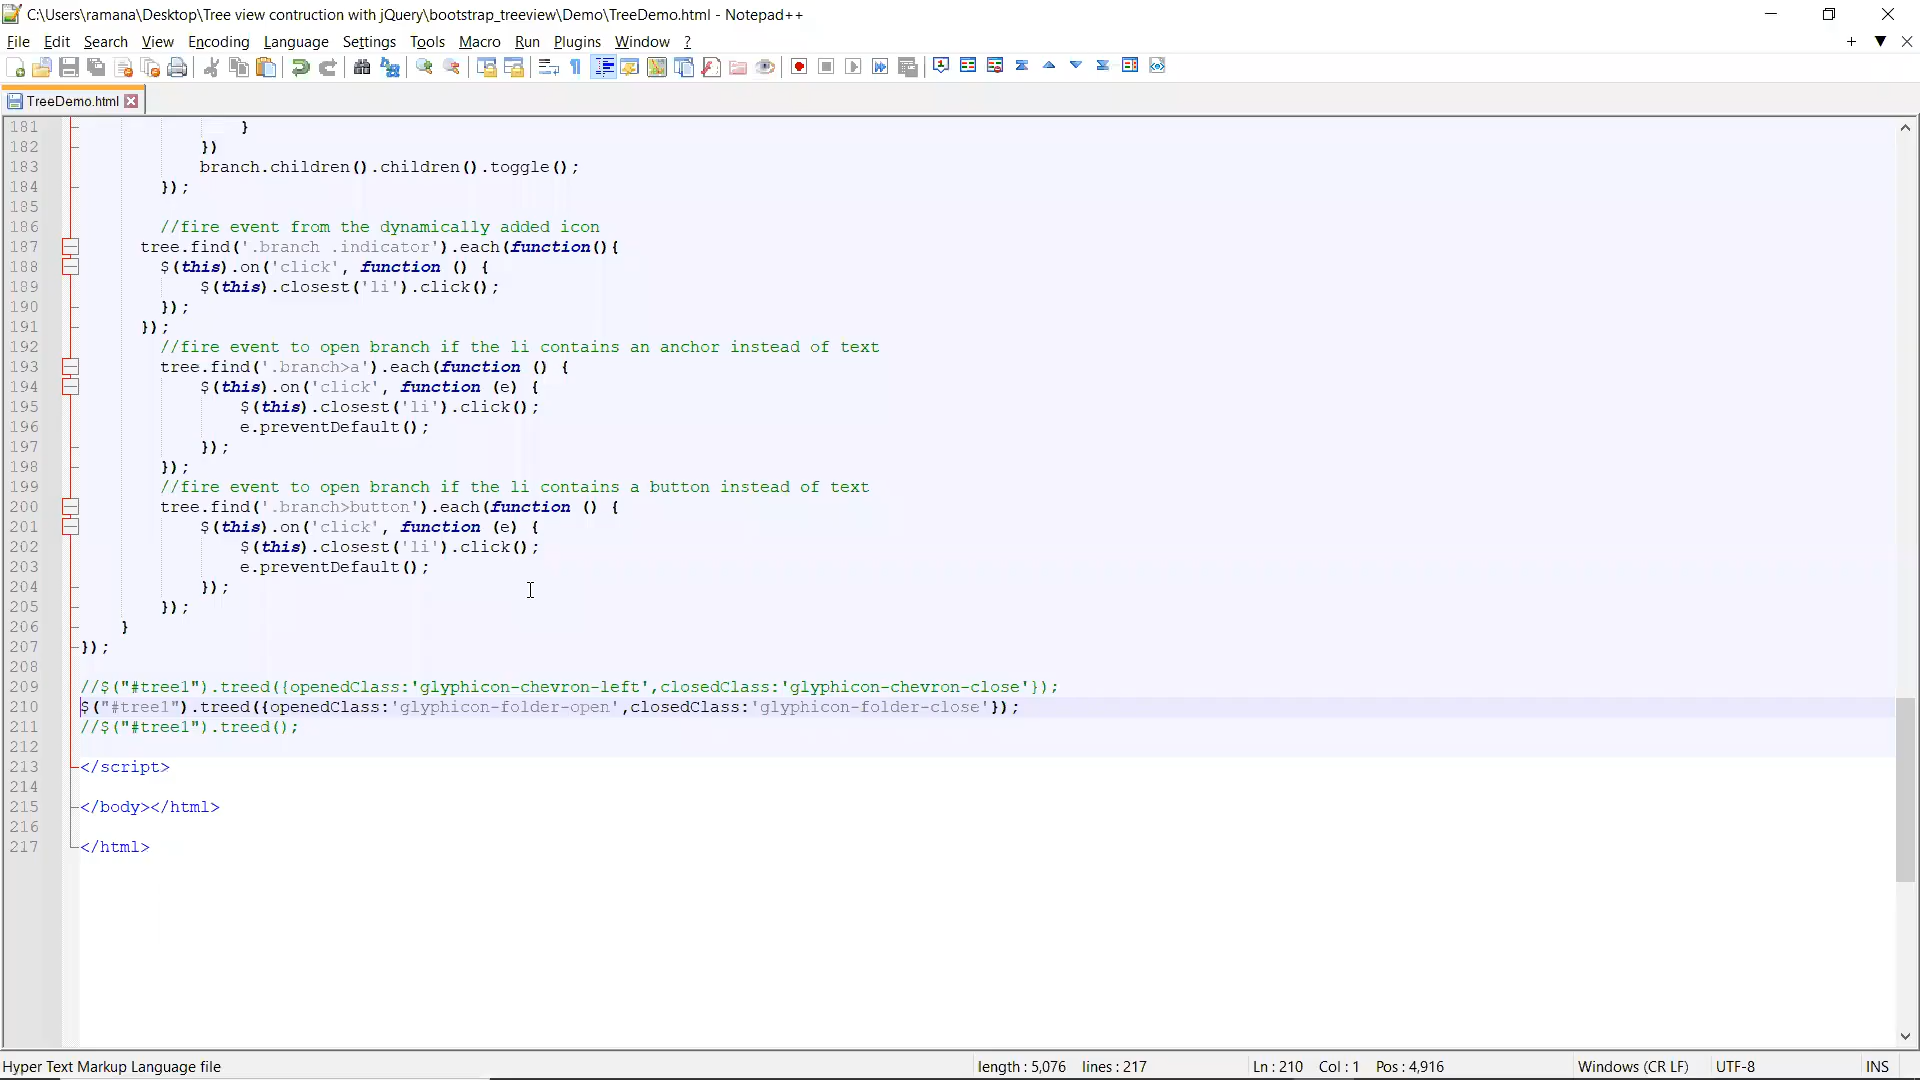 C:\Users\ramana\Desktop\Tree view contruction with jQuery\bootstrap_treeview\Demo\TreeDemo.html - Notepad++
File Edit Search View Encoding Language Settings Tools Macro Run Plugins Window ?
TreeDemo.html
181 }
182 })
183 branch.children().children().toggle();
184 });
185
186 //fire event from the dynamically added icon
187 tree.find('.branch .indicator').each(function(){
188 $(this).on('click', function () {
189 $(this).closest('li').click();
190 });
191 });
192 //fire event to open branch if the li contains an anchor instead of text
193 tree.find('.branch>a').each(function () {
194 $(this).on('click', function (e) {
195 $(this).closest('li').click();
196 e.preventDefault();
197 });
198 });
199 //fire event to open branch if the li contains a button instead of text
200 tree.find('.branch>button').each(function () {
201 $(this).on('click', function (e) {
202 $(this).closest('li').click();
203 e.preventDefault();
204 });
205 });
206 }
207 });
208
209 //$("#tree1").treed({openedClass:'glyphicon-chevron-left',closedClass:'glyphicon-chevron-close'});
210 $("#tree1").treed({openedClass:'glyphicon-folder-open',closedClass:'glyphicon-folder-close'});
211 //$("#tree1").treed();
212
213 </script>
214
215 </body></html>
216
217 </html>
Hyper Text Markup Language file length : 5,076 lines : 217 Ln : 210 Col : 1 Pos : 4,916 Windows (CR LF) UTF-8 INS